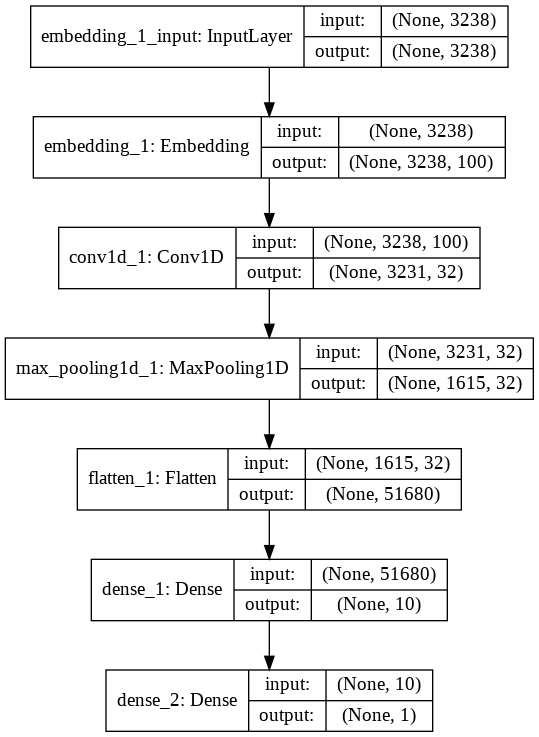 embedding_1_input: InputLayer
input: (None, 3238)
output: (None, 3238)
embedding_1: Embedding
input: (None, 3238)
output: (None, 3238, 100)
conv1d_1: Conv1D
input: (None, 3238, 100)
output: (None, 3231, 32)
max_pooling1d_1: MaxPooling1D
input: (None, 3231, 32)
output: (None, 1615, 32)
flatten_1: Flatten
input: (None, 1615, 32)
output: (None, 51680)
dense_1: Dense
input: (None, 51680)
output: (None, 10)
dense_2: Dense
input: (None, 10)
output: (None, 1)